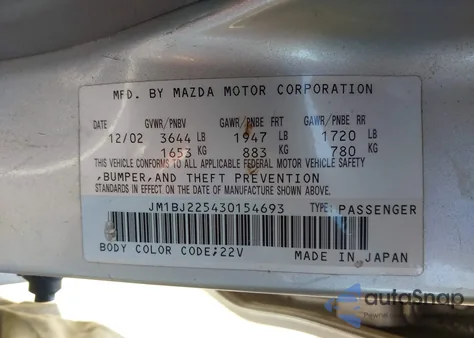 MFD. BY MAZDA MOTOR CORPORATION
DATE GVWR/PNBV GAWR/PNBE FRT GAWR/PNBE RR
12/02 3644 LB 1947 LB 1720 LB
1653 KG 883 KG 780 KG
THIS VEHICLE CONFORMS TO ALL APPLICABLE FEDERAL MOTOR VEHICLE SAFETY
,BUMPER,AND THEFT PREVENTION
STANDARDS IN EFFECT ON THE DATE OF MANUFACTURE SHOWN ABOVE.
JM1BJ225430154693 TYPE: PASSENGER
BODY COLOR CODE;22V MADE IN JAPAN
autoSnap